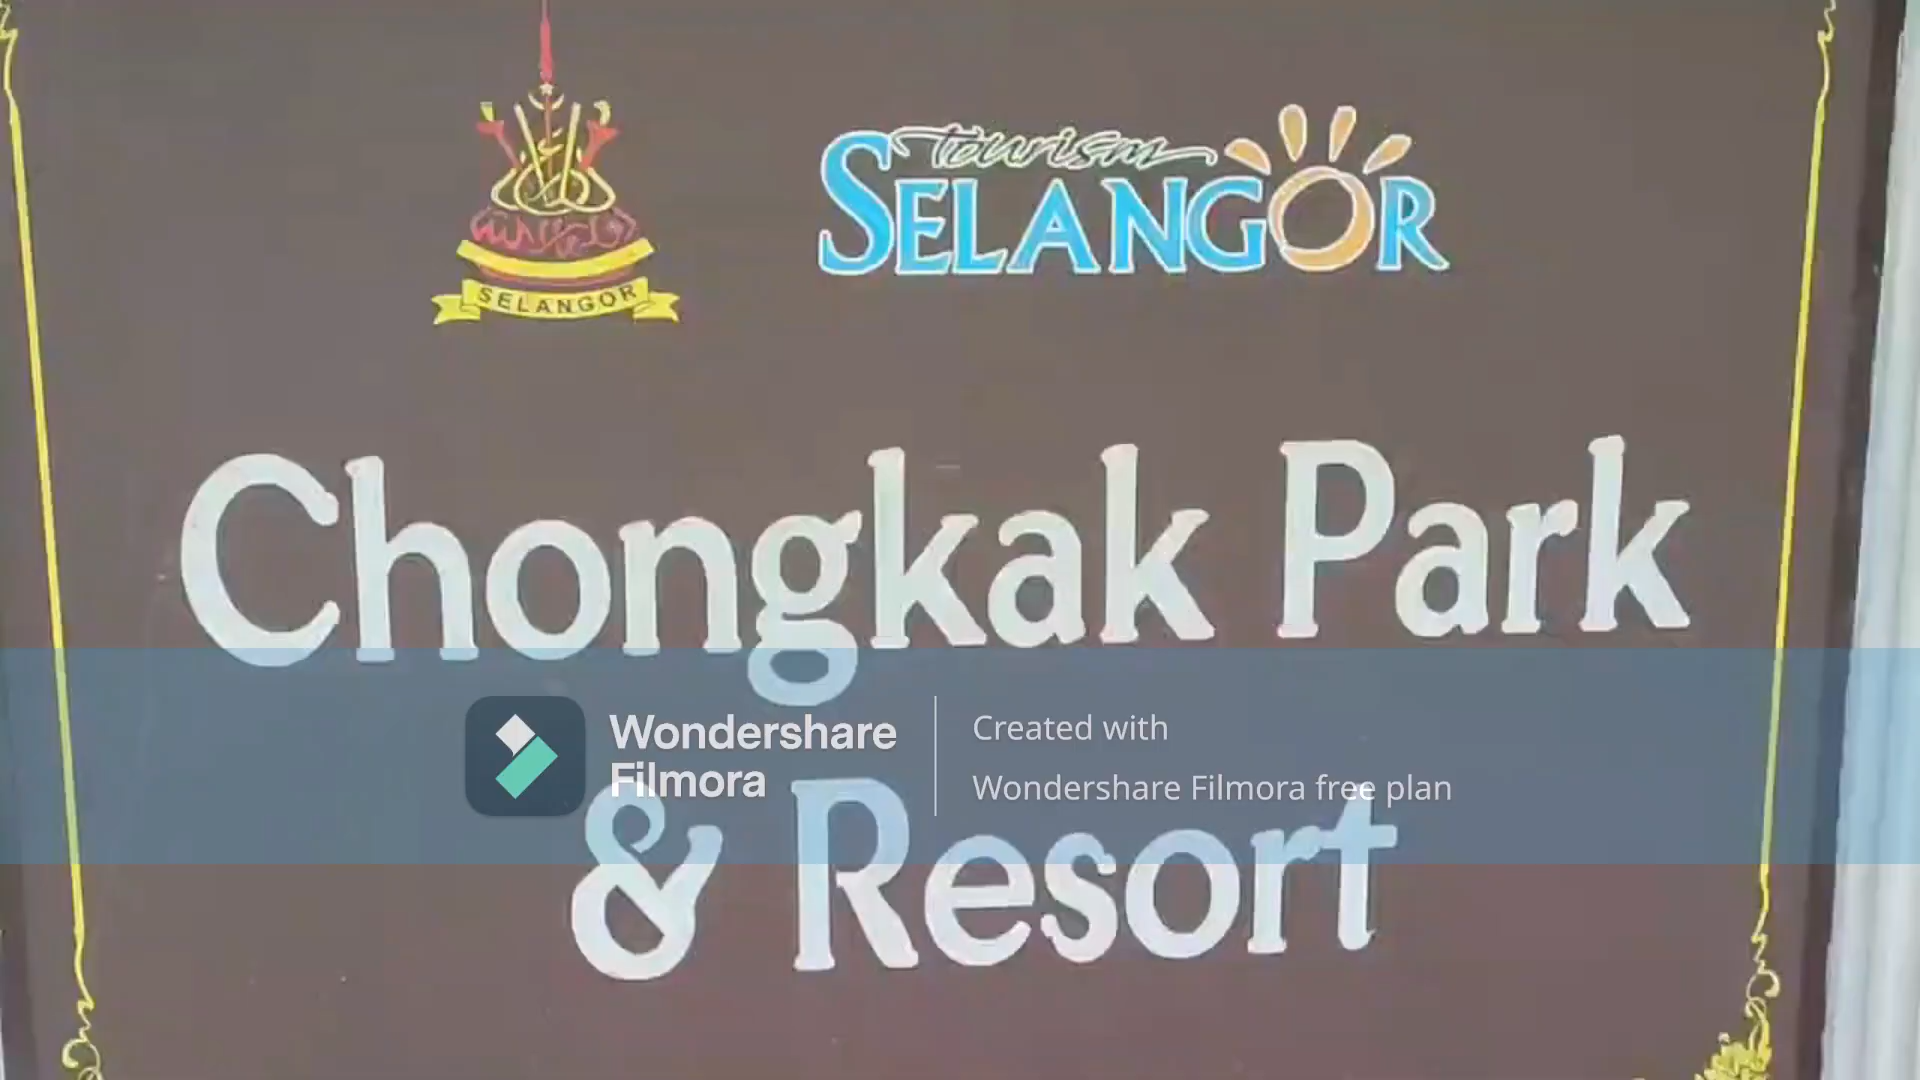 SELANGOR
tourism
SELANGOR
Chongkak Park
& Resort
Wondershare
Filmora
Created with
Wondershare Filmora free plan